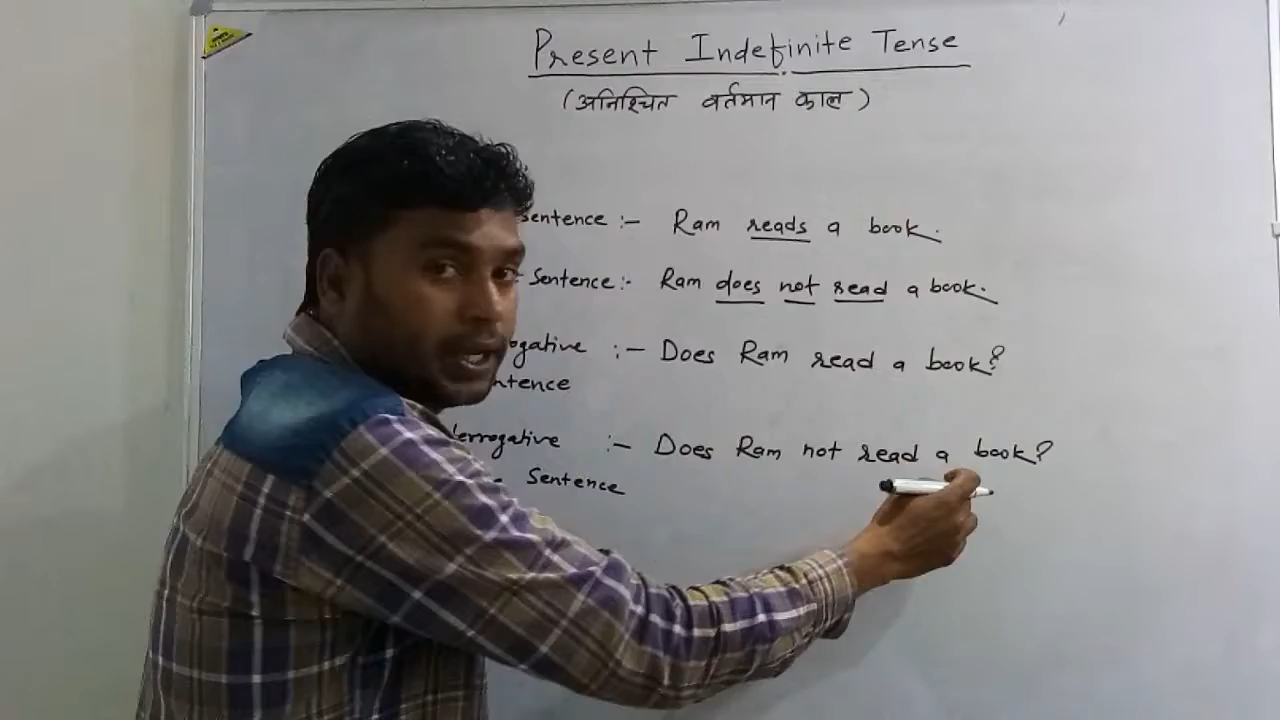 Present Indefinite Tense
(अनिश्चित वर्तमान काल)
Sentence :- Ram reads a book.
Sentence :- Ram does not read a book.
ogative :- Does Ram read a book?
ntence
terrogative :- Does Ram not read a book?
Sentence